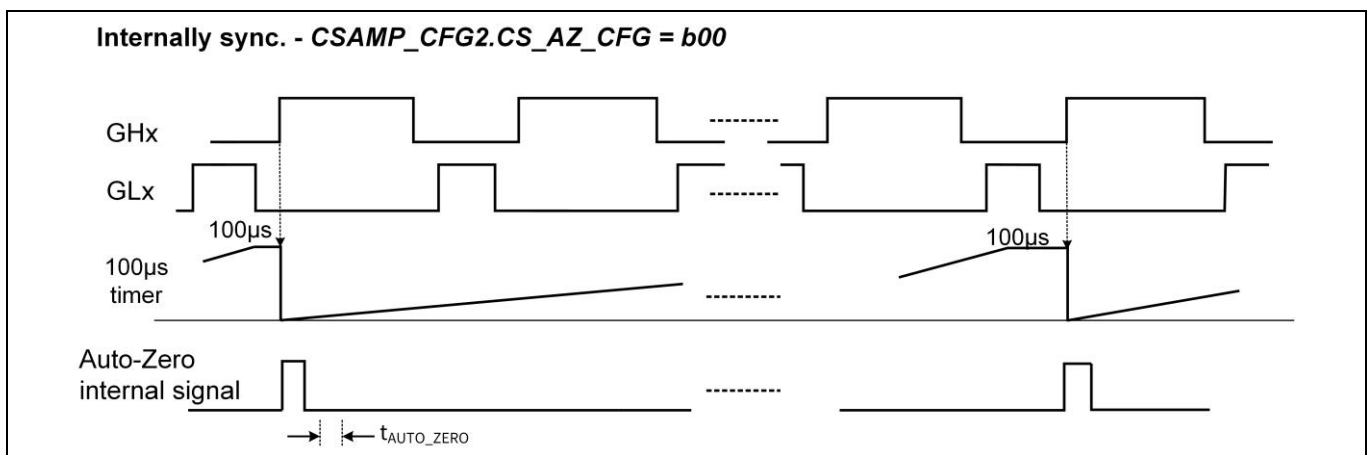 Internally sync. - CSAMP_CFG2.CS_AZ_CFG = b00
GHx
GLx
100µs
100µs
100µs
timer
Auto-Zero
internal signal
tAUTO_ZERO